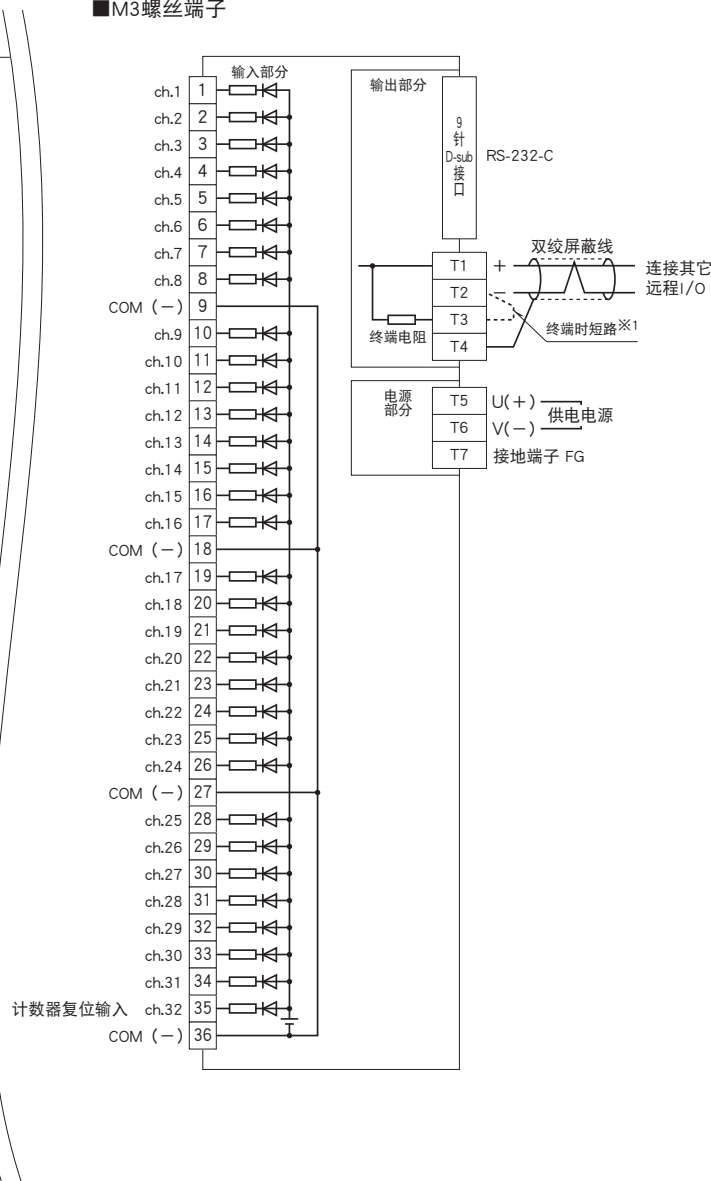 ■M3螺丝端子
输入部分
ch.1 1
ch.2 2
ch.3 3
ch.4 4
ch.5 5
ch.6 6
ch.7 7
ch.8 8
COM (－) 9
ch.9 10
ch.10 11
ch.11 12
ch.12 13
ch.13 14
ch.14 15
ch.15 16
ch.16 17
COM (－) 18
ch.17 19
ch.18 20
ch.19 21
ch.20 22
ch.21 23
ch.22 24
ch.23 25
ch.24 26
COM (－) 27
ch.25 28
ch.26 29
ch.27 30
ch.28 31
ch.29 32
ch.30 33
ch.31 34
计数器复位输入 ch.32 35
COM (－) 36
输出部分
9
针
D-sub
接
口
RS-232-C
双绞屏蔽线
T1 ＋
T2 －
T3
T4
连接其它
远程I/O
终端电阻
终端时短路※1
电源
部分
T5 U(＋)
T6 V(－)
供电电源
T7 接地端子 FG